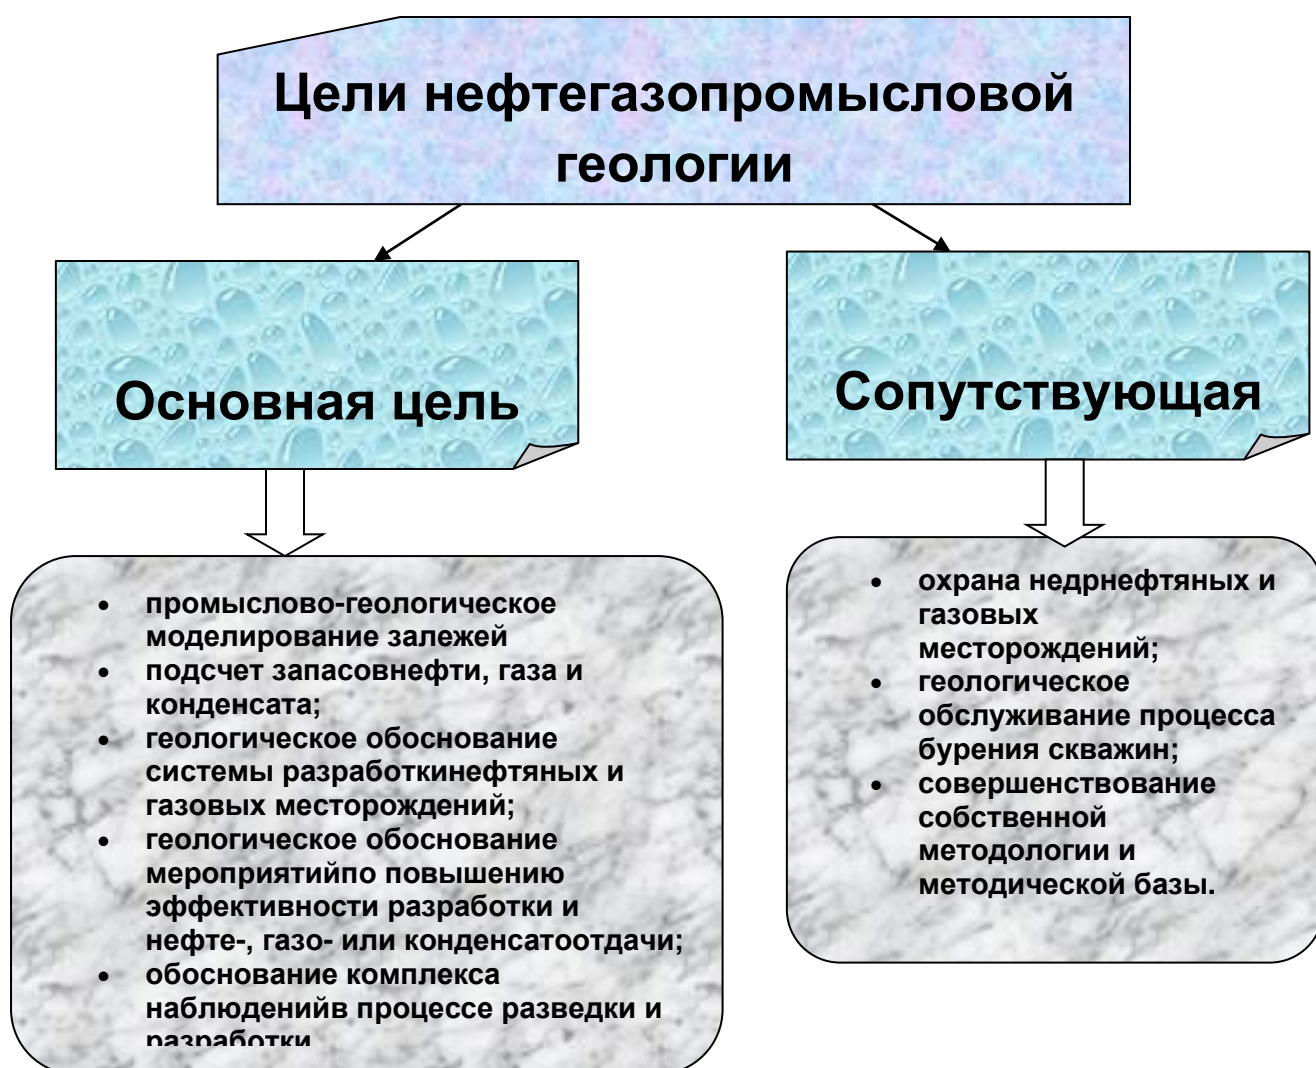 Цели нефтегазопромысловой
геологии
Основная цель
Сопутствующая
• промыслово-геологическое
моделирование залежей
• подсчет запасовнефти, газа и
конденсата;
• геологическое обоснование
системы разработкинефтяных и
газовых месторождений;
• геологическое обоснование
мероприятийпо повышению
эффективности разработки и
нефте-, газо- или конденсатоотдачи;
• обоснование комплекса
наблюденийв процессе разведки и
разработки
• охрана недрнефтяных и
газовых
месторождений;
• геологическое
обслуживание процесса
бурения скважин;
• совершенствование
собственной
методологии и
методической базы.